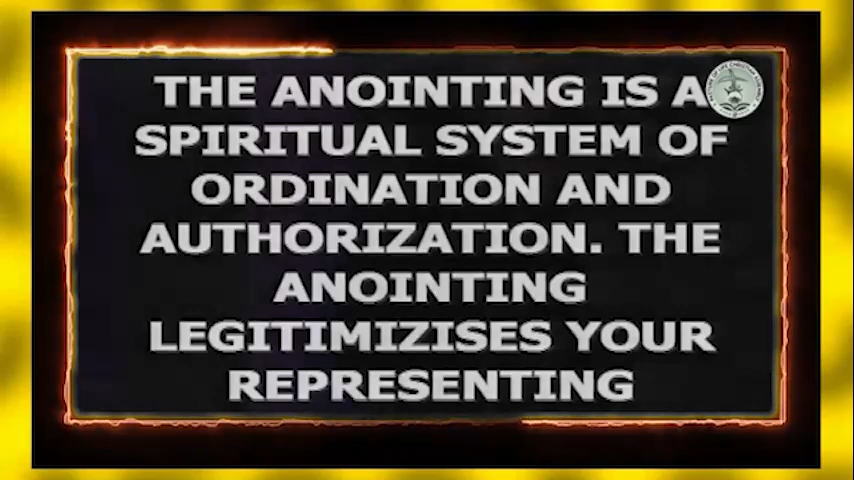 THE ANOINTING IS A
SPIRITUAL SYSTEM OF
ORDINATION AND
AUTHORIZATION. THE
ANOINTING
LEGITIMIZISES YOUR
REPRESENTING